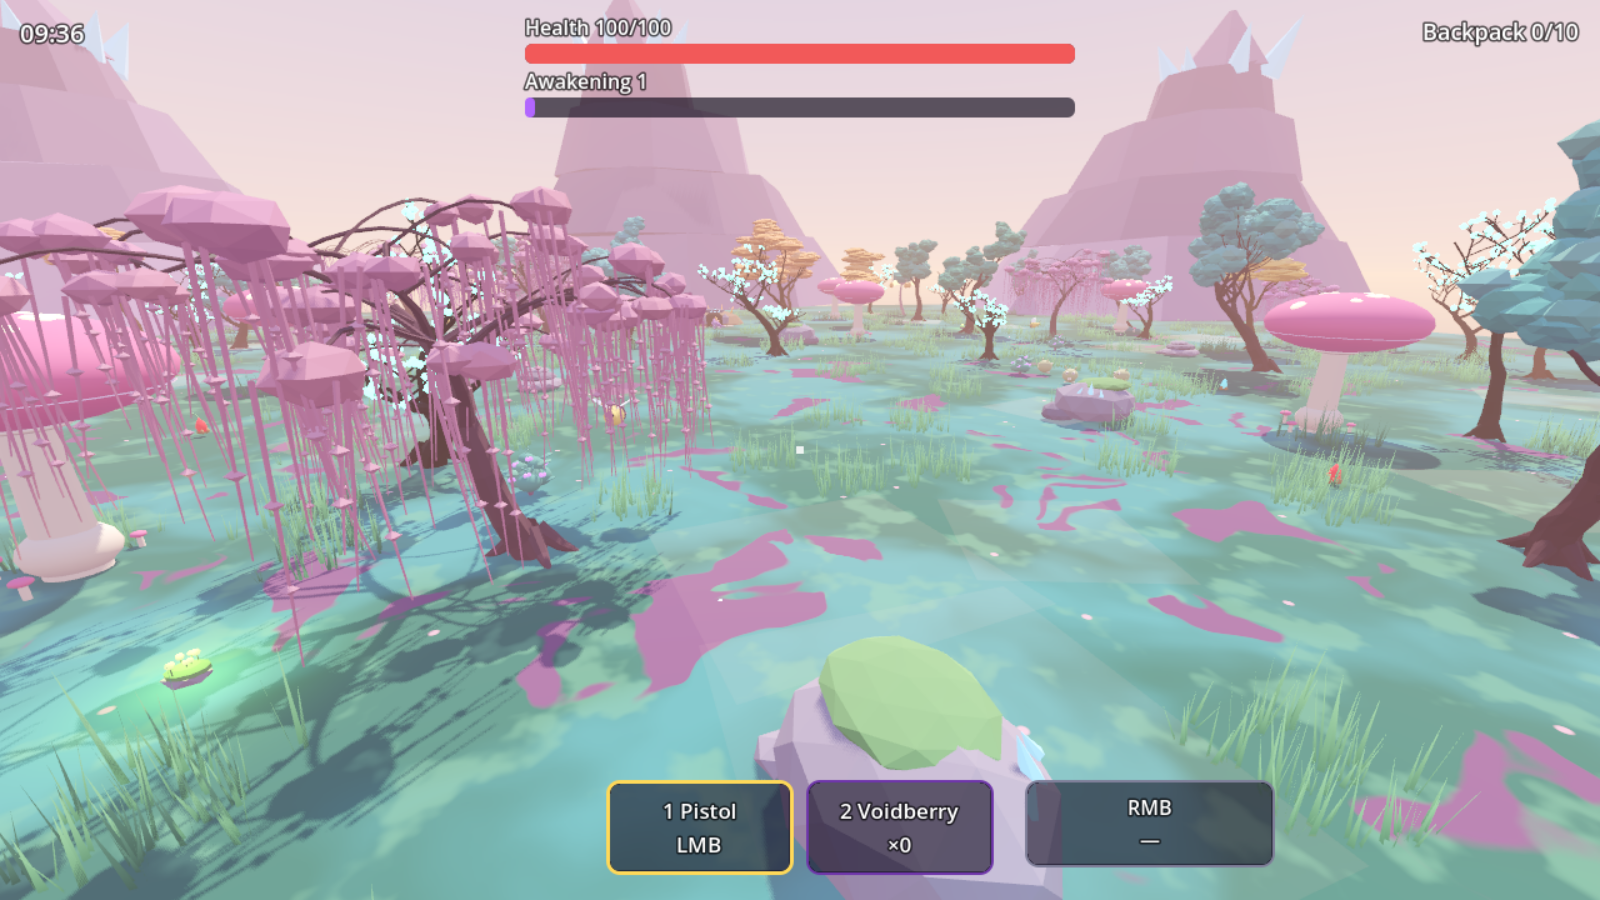 09:36
Health 100/100
Awakening 1
Backpack 0/10
1 Pistol
LMB
2 Voidberry
×0
RMB
—